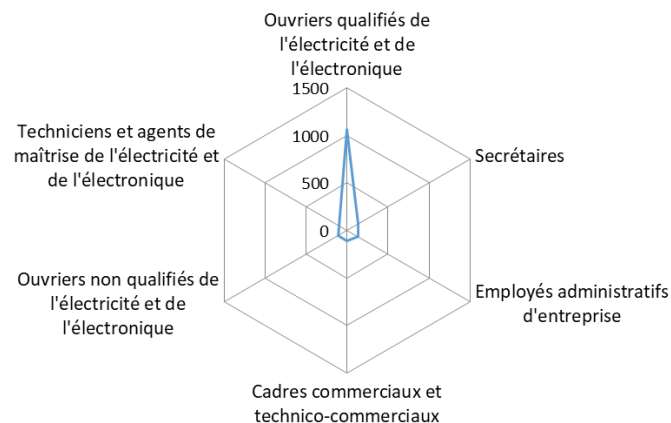 Ouvriers qualifiés de
l'électricité et de
l'électronique
1500
1000
500
0
Secrétaires
Employés administratifs
d'entreprise
Cadres commerciaux et
technico-commerciaux
Ouvriers non qualifiés de
l'électricité et de
l'électronique
Techniciens et agents de
maîtrise de l'électricité et
de l'électronique